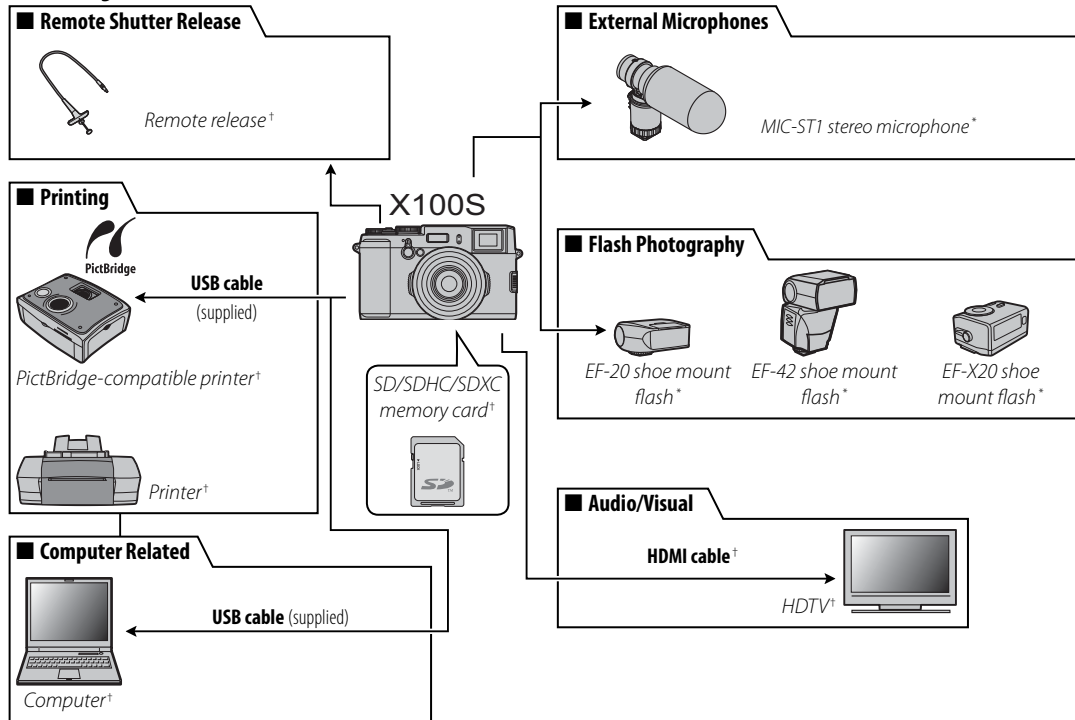 ■ Remote Shutter Release
Remote release†
■ External Microphones
MIC-ST1 stereo microphone*
■ Printing
PictBridge
USB cable
(supplied)
PictBridge-compatible printer†
Printer†
X100S
SD/SDHC/SDXC
memory card†
SD
■ Flash Photography
EF-20 shoe mount
flash*
EF-42 shoe mount
flash*
EF-X20 shoe
mount flash*
■ Audio/Visual
HDMI cable†
HDTV†
■ Computer Related
USB cable (supplied)
Computer†